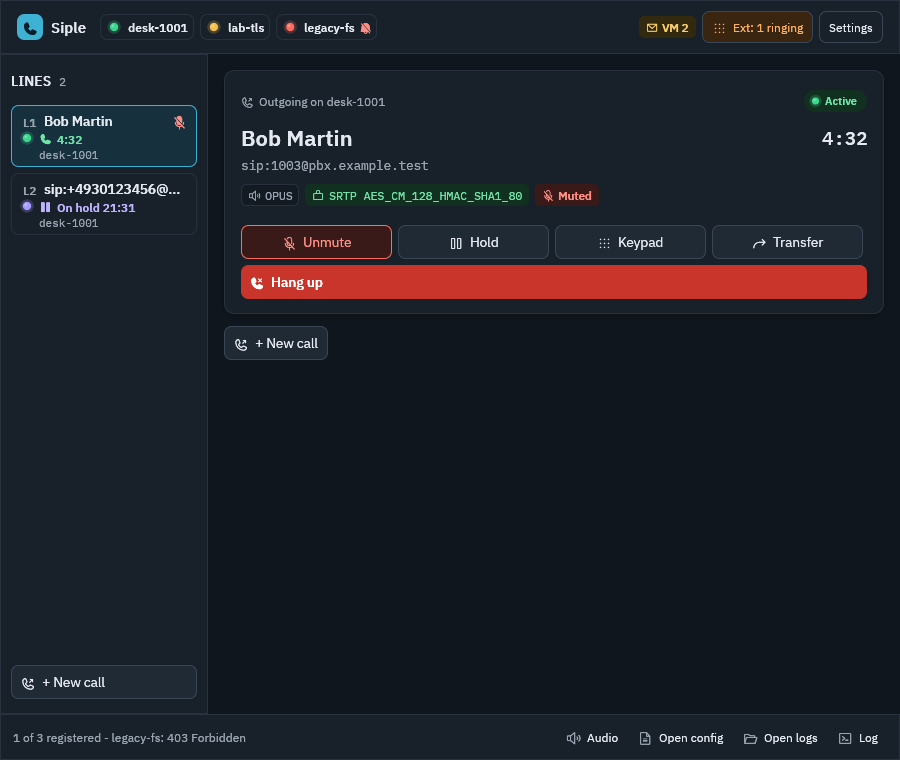 Siple
desk-1001
lab-tls
legacy-fs
VM 2
Ext: 1 ringing
Settings
LINES 2
L1 Bob Martin
4:32
desk-1001
L2 sip:+4930123456@...
On hold 21:31
desk-1001
+ New call
Outgoing on desk-1001
Active
Bob Martin
4:32
sip:1003@pbx.example.test
OPUS
SRTP AES_CM_128_HMAC_SHA1_80
Muted
Unmute
Hold
Keypad
Transfer
Hang up
+ New call
1 of 3 registered - legacy-fs: 403 Forbidden
Audio
Open config
Open logs
Log